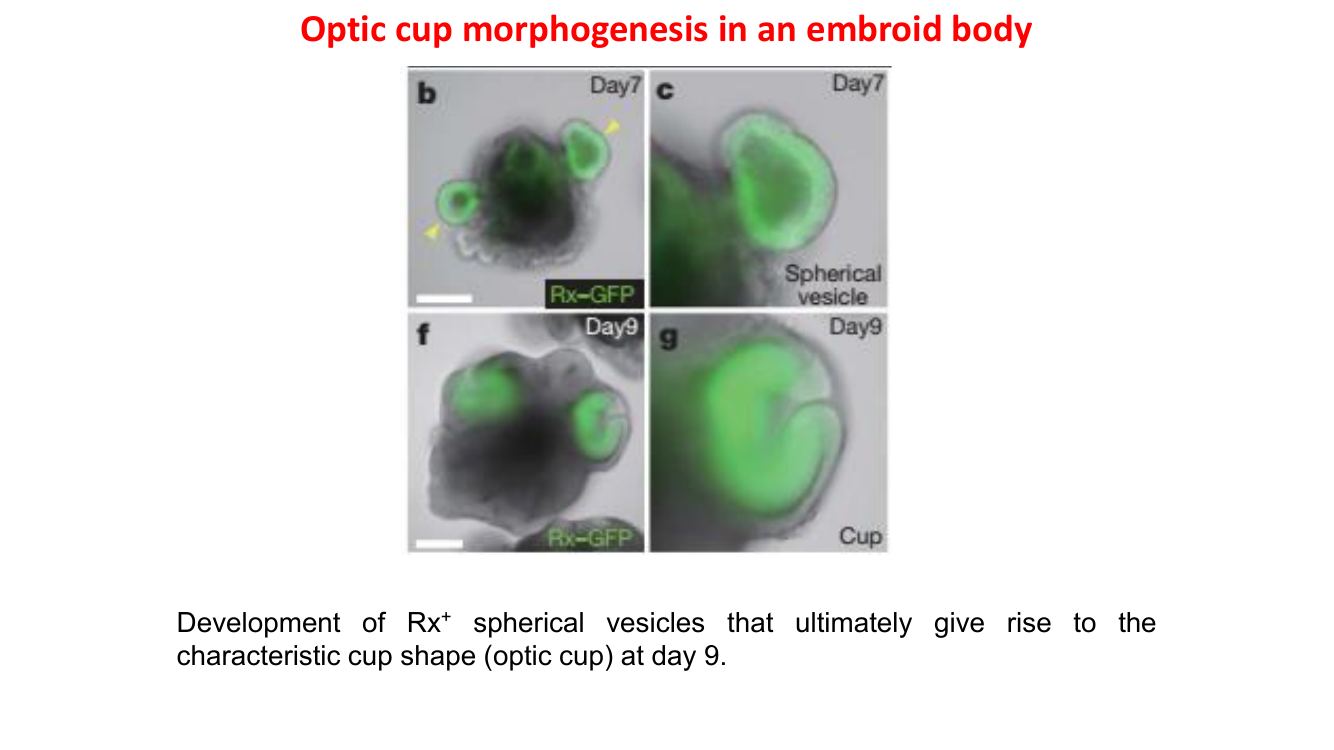 Optic cup morphogenesis in an embroid body
b
Day7
c
Day7
Rx–GFP
Spherical
vesicle
f
Day9
g
Day9
Rx–GFP
Cup
Development of Rx⁺ spherical vesicles that ultimately give rise to the
characteristic cup shape (optic cup) at day 9.